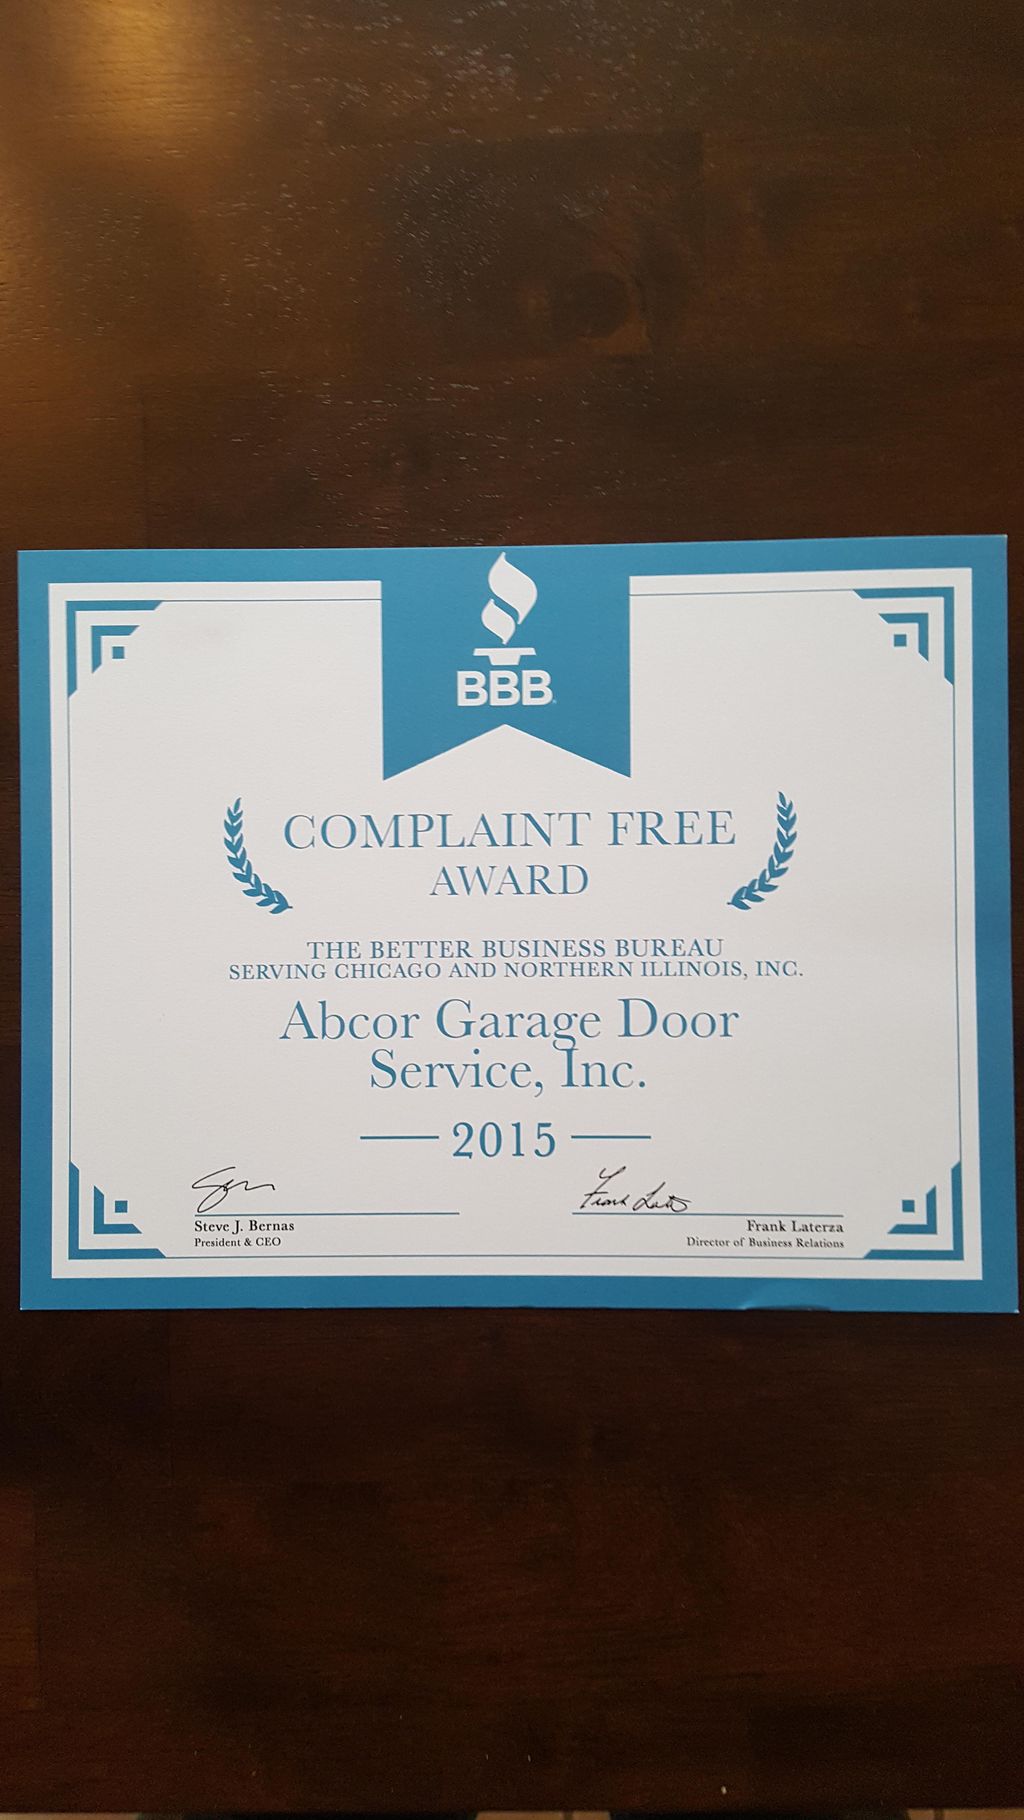 BBB
COMPLAINT FREE
AWARD
THE BETTER BUSINESS BUREAU
SERVING CHICAGO AND NORTHERN ILLINOIS, INC.
Abcor Garage Door
Service, Inc.
2015
Steve J. Bernas
President & CEO
Frank Laterza
Director of Business Relations